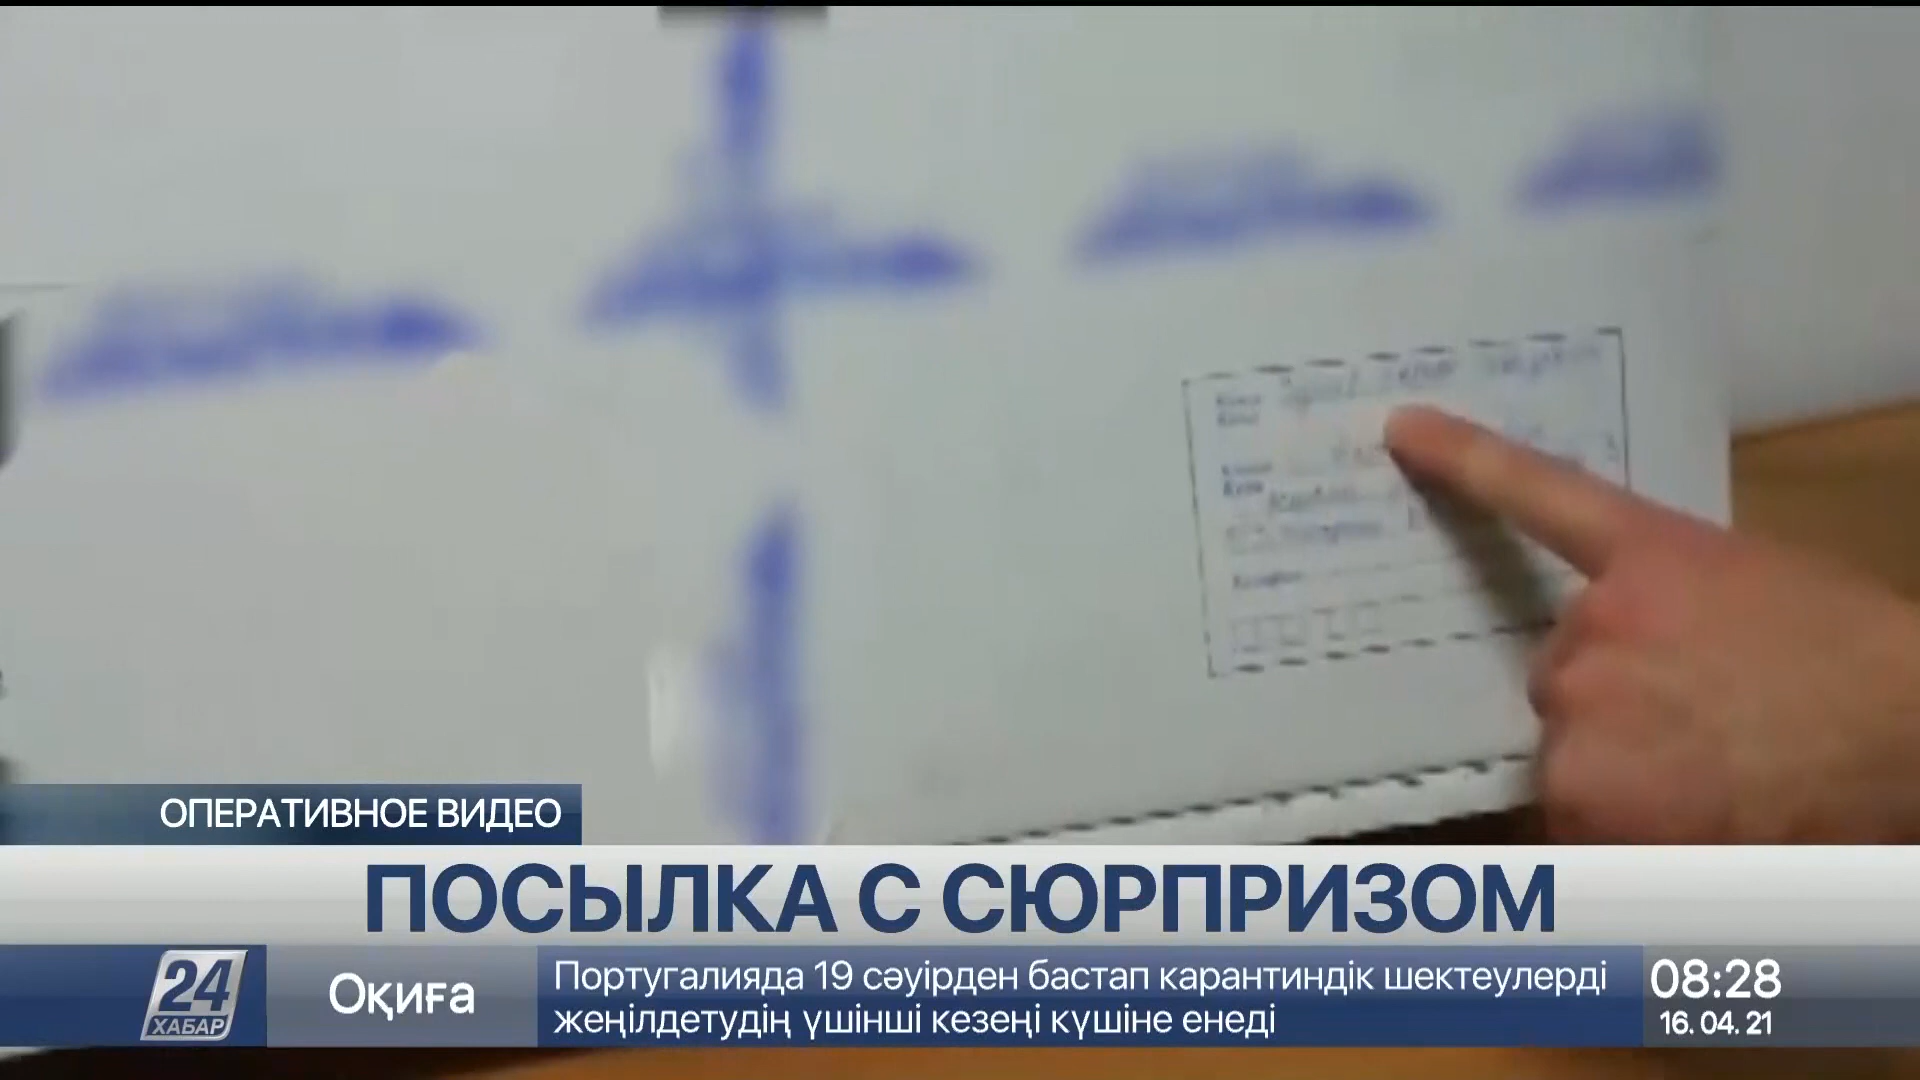 ОПЕРАТИВНОЕ ВИДЕО
ПОСЫЛКА С СЮРПРИЗОМ
24
ХАБАР
Оқиға
Португалияда 19 сәуірден бастап карантиндік шектеулерді
жеңілдетудің үшінші кезеңі күшіне енеді
08:28
16. 04. 21